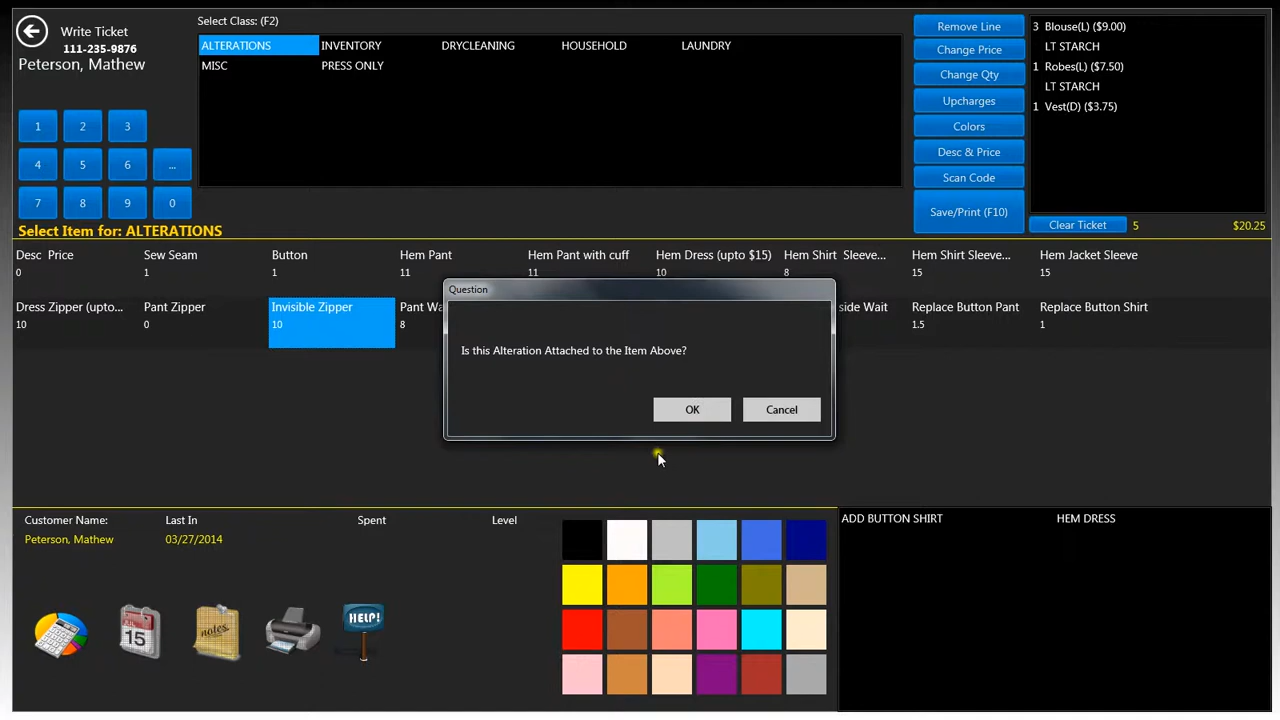 Write Ticket
111-235-9876
Peterson, Mathew
1 2 3
4 5 6 ...
7 8 9 0
Select Class: (F2)
ALTERATIONS INVENTORY DRYCLEANING HOUSEHOLD LAUNDRY
MISC PRESS ONLY
Remove Line
Change Price
Change Qty
Upcharges
Colors
Desc & Price
Scan Code
Save/Print (F10)
3 Blouse(L) ($9.00)
LT STARCH
1 Robes(L) ($7.50)
LT STARCH
1 Vest(D) ($3.75)
Clear Ticket 5 $20.25
Select Item for: ALTERATIONS
Desc Price Sew Seam Button Hem Pant Hem Pant with cuff Hem Dress (upto $15) Hem Shirt Sleeve... Hem Shirt Sleeve... Hem Jacket Sleeve
0 1 1 11 11 10 8 15 15
Dress Zipper (upto... Pant Zipper Invisible Zipper Pant Wa side Wait Replace Button Pant Replace Button Shirt
10 0 10 8 1.5 1
Question
Is this Alteration Attached to the Item Above?
OK Cancel
Customer Name: Last In Spent Level
Peterson, Mathew 03/27/2014
15
notes
HELP!
ADD BUTTON SHIRT HEM DRESS